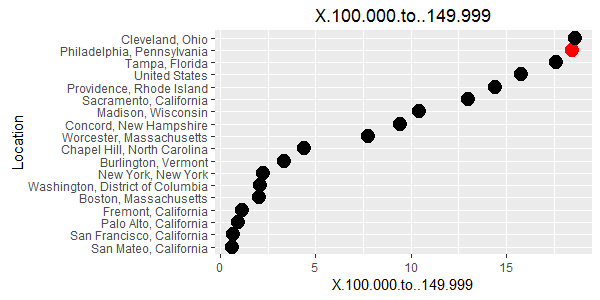 X.100.000.to..149.999
Location
Cleveland, Ohio
Philadelphia, Pennsylvania
Tampa, Florida
United States
Providence, Rhode Island
Sacramento, California
Madison, Wisconsin
Concord, New Hampshire
Worcester, Massachusetts
Chapel Hill, North Carolina
Burlington, Vermont
New York, New York
Washington, District of Columbia
Boston, Massachusetts
Fremont, California
Palo Alto, California
San Francisco, California
San Mateo, California
0 5 10 15
X.100.000.to..149.999